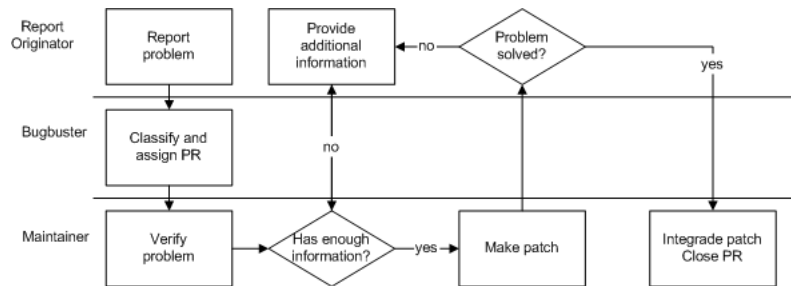 Report
Originator
Report
problem
Provide
additional
information
no
Problem
solved?
yes
Bugbuster
Classify and
assign PR
no
Maintainer
Verify
problem
Has enough
information?
yes
Make patch
Integrade patch
Close PR